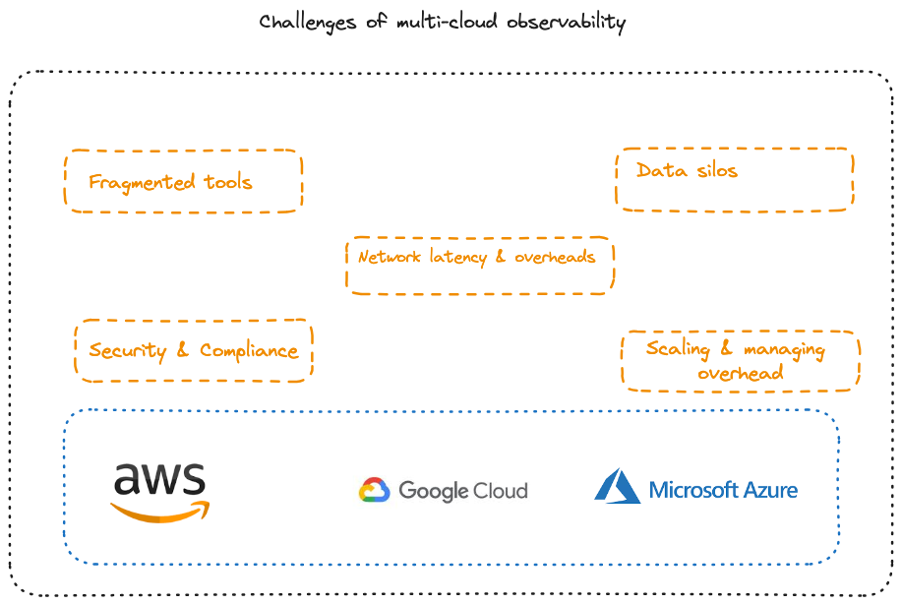 Challenges of multi-cloud observability
Fragmented tools
Data silos
Network latency & overheads
Security & Compliance
Scaling & managing
overhead
aws
Google Cloud
Microsoft Azure